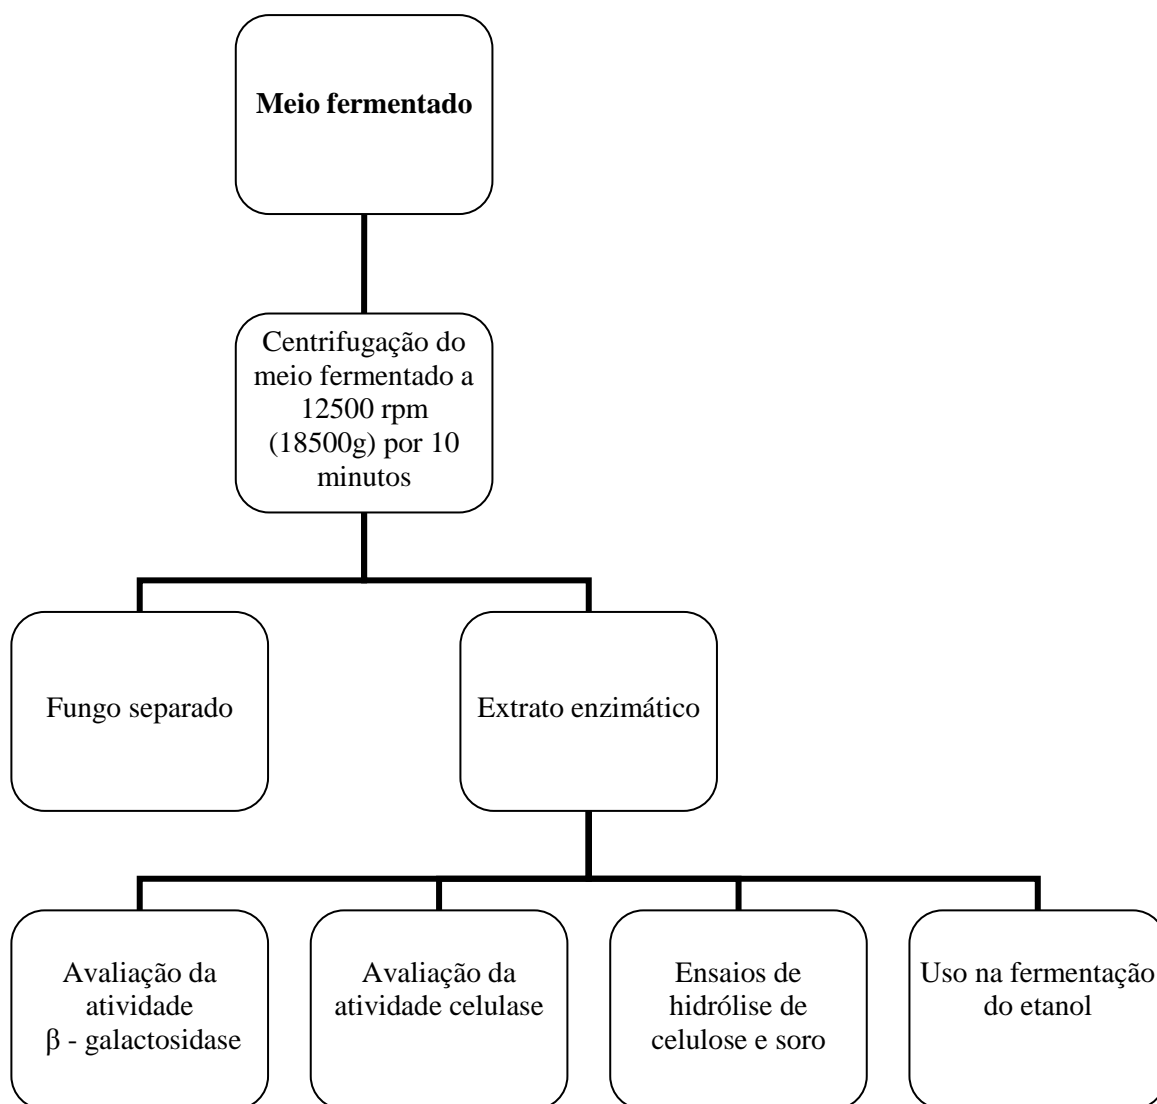 Meio fermentado
Centrifugação do
meio fermentado a
12500 rpm
(18500g) por 10
minutos
Fungo separado
Extrato enzimático
Avaliação da
atividade
β - galactosidase
Avaliação da
atividade celulase
Ensaios de
hidrólise de
celulose e soro
Uso na fermentação
do etanol